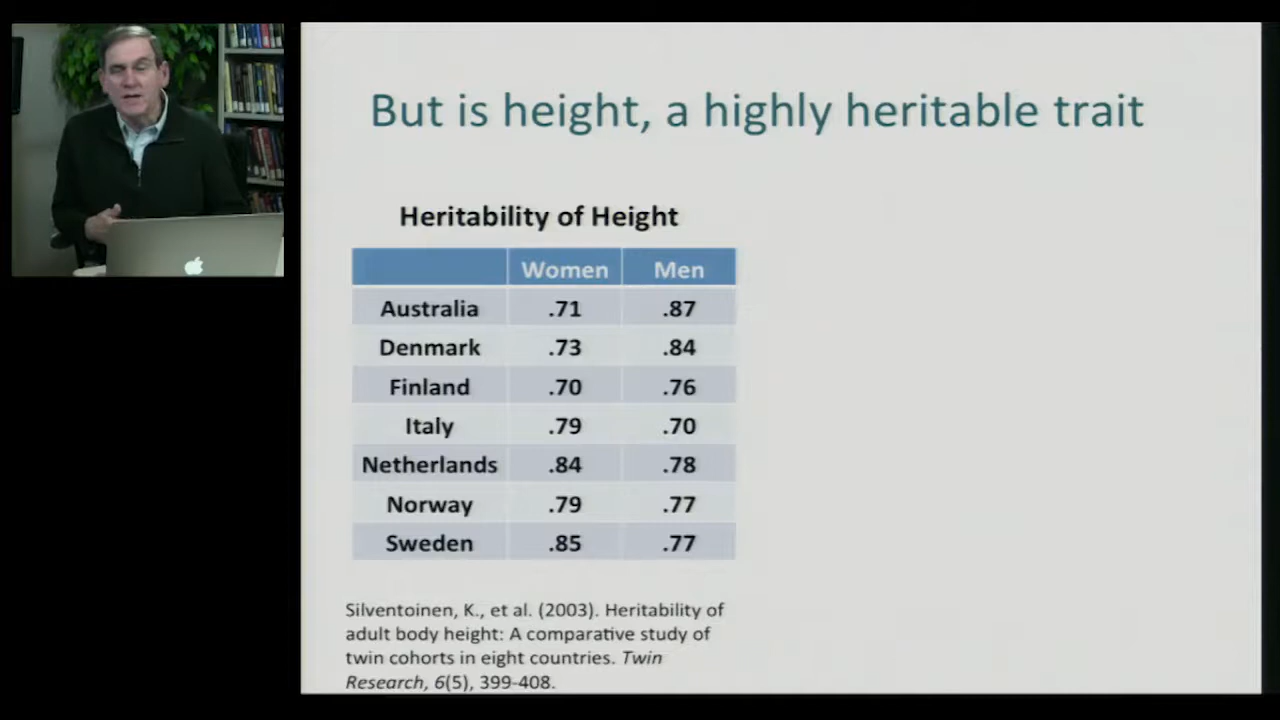 But is height, a highly heritable trait
Heritability of Height
Women Men
Australia .71 .87
Denmark .73 .84
Finland .70 .76
Italy .79 .70
Netherlands .84 .78
Norway .79 .77
Sweden .85 .77
Silventoinen, K., et al. (2003). Heritability of
adult body height: A comparative study of
twin cohorts in eight countries. Twin
Research, 6(5), 399-408.